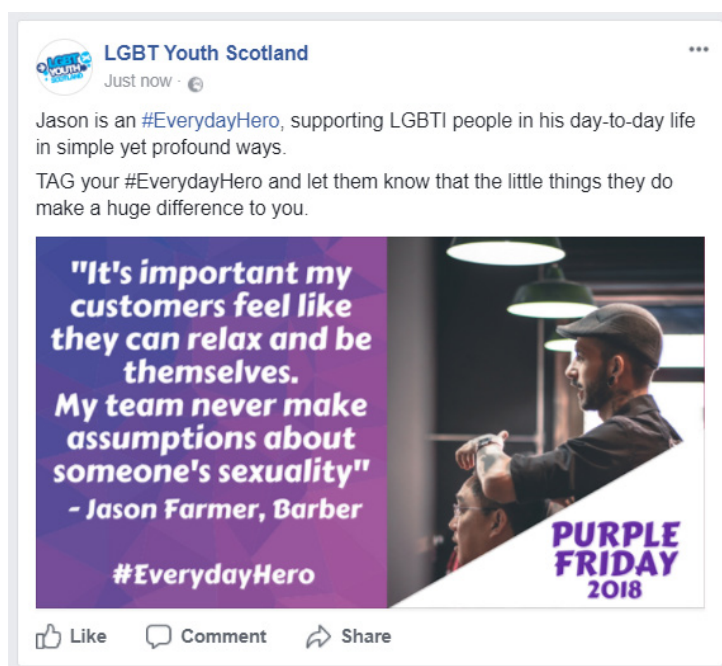 LGBT Youth Scotland
LGBT
YOUTH
SCOTLAND
Just now ·
Jason is an #EverydayHero, supporting LGBTI people in his day-to-day life
in simple yet profound ways.
TAG your #EverydayHero and let them know that the little things they do
make a huge difference to you.
"It's important my
customers feel like
they can relax and be
themselves.
My team never make
assumptions about
someone's sexuality"
- Jason Farmer, Barber
#EverydayHero
PURPLE
FRIDAY
2018
Like Comment Share